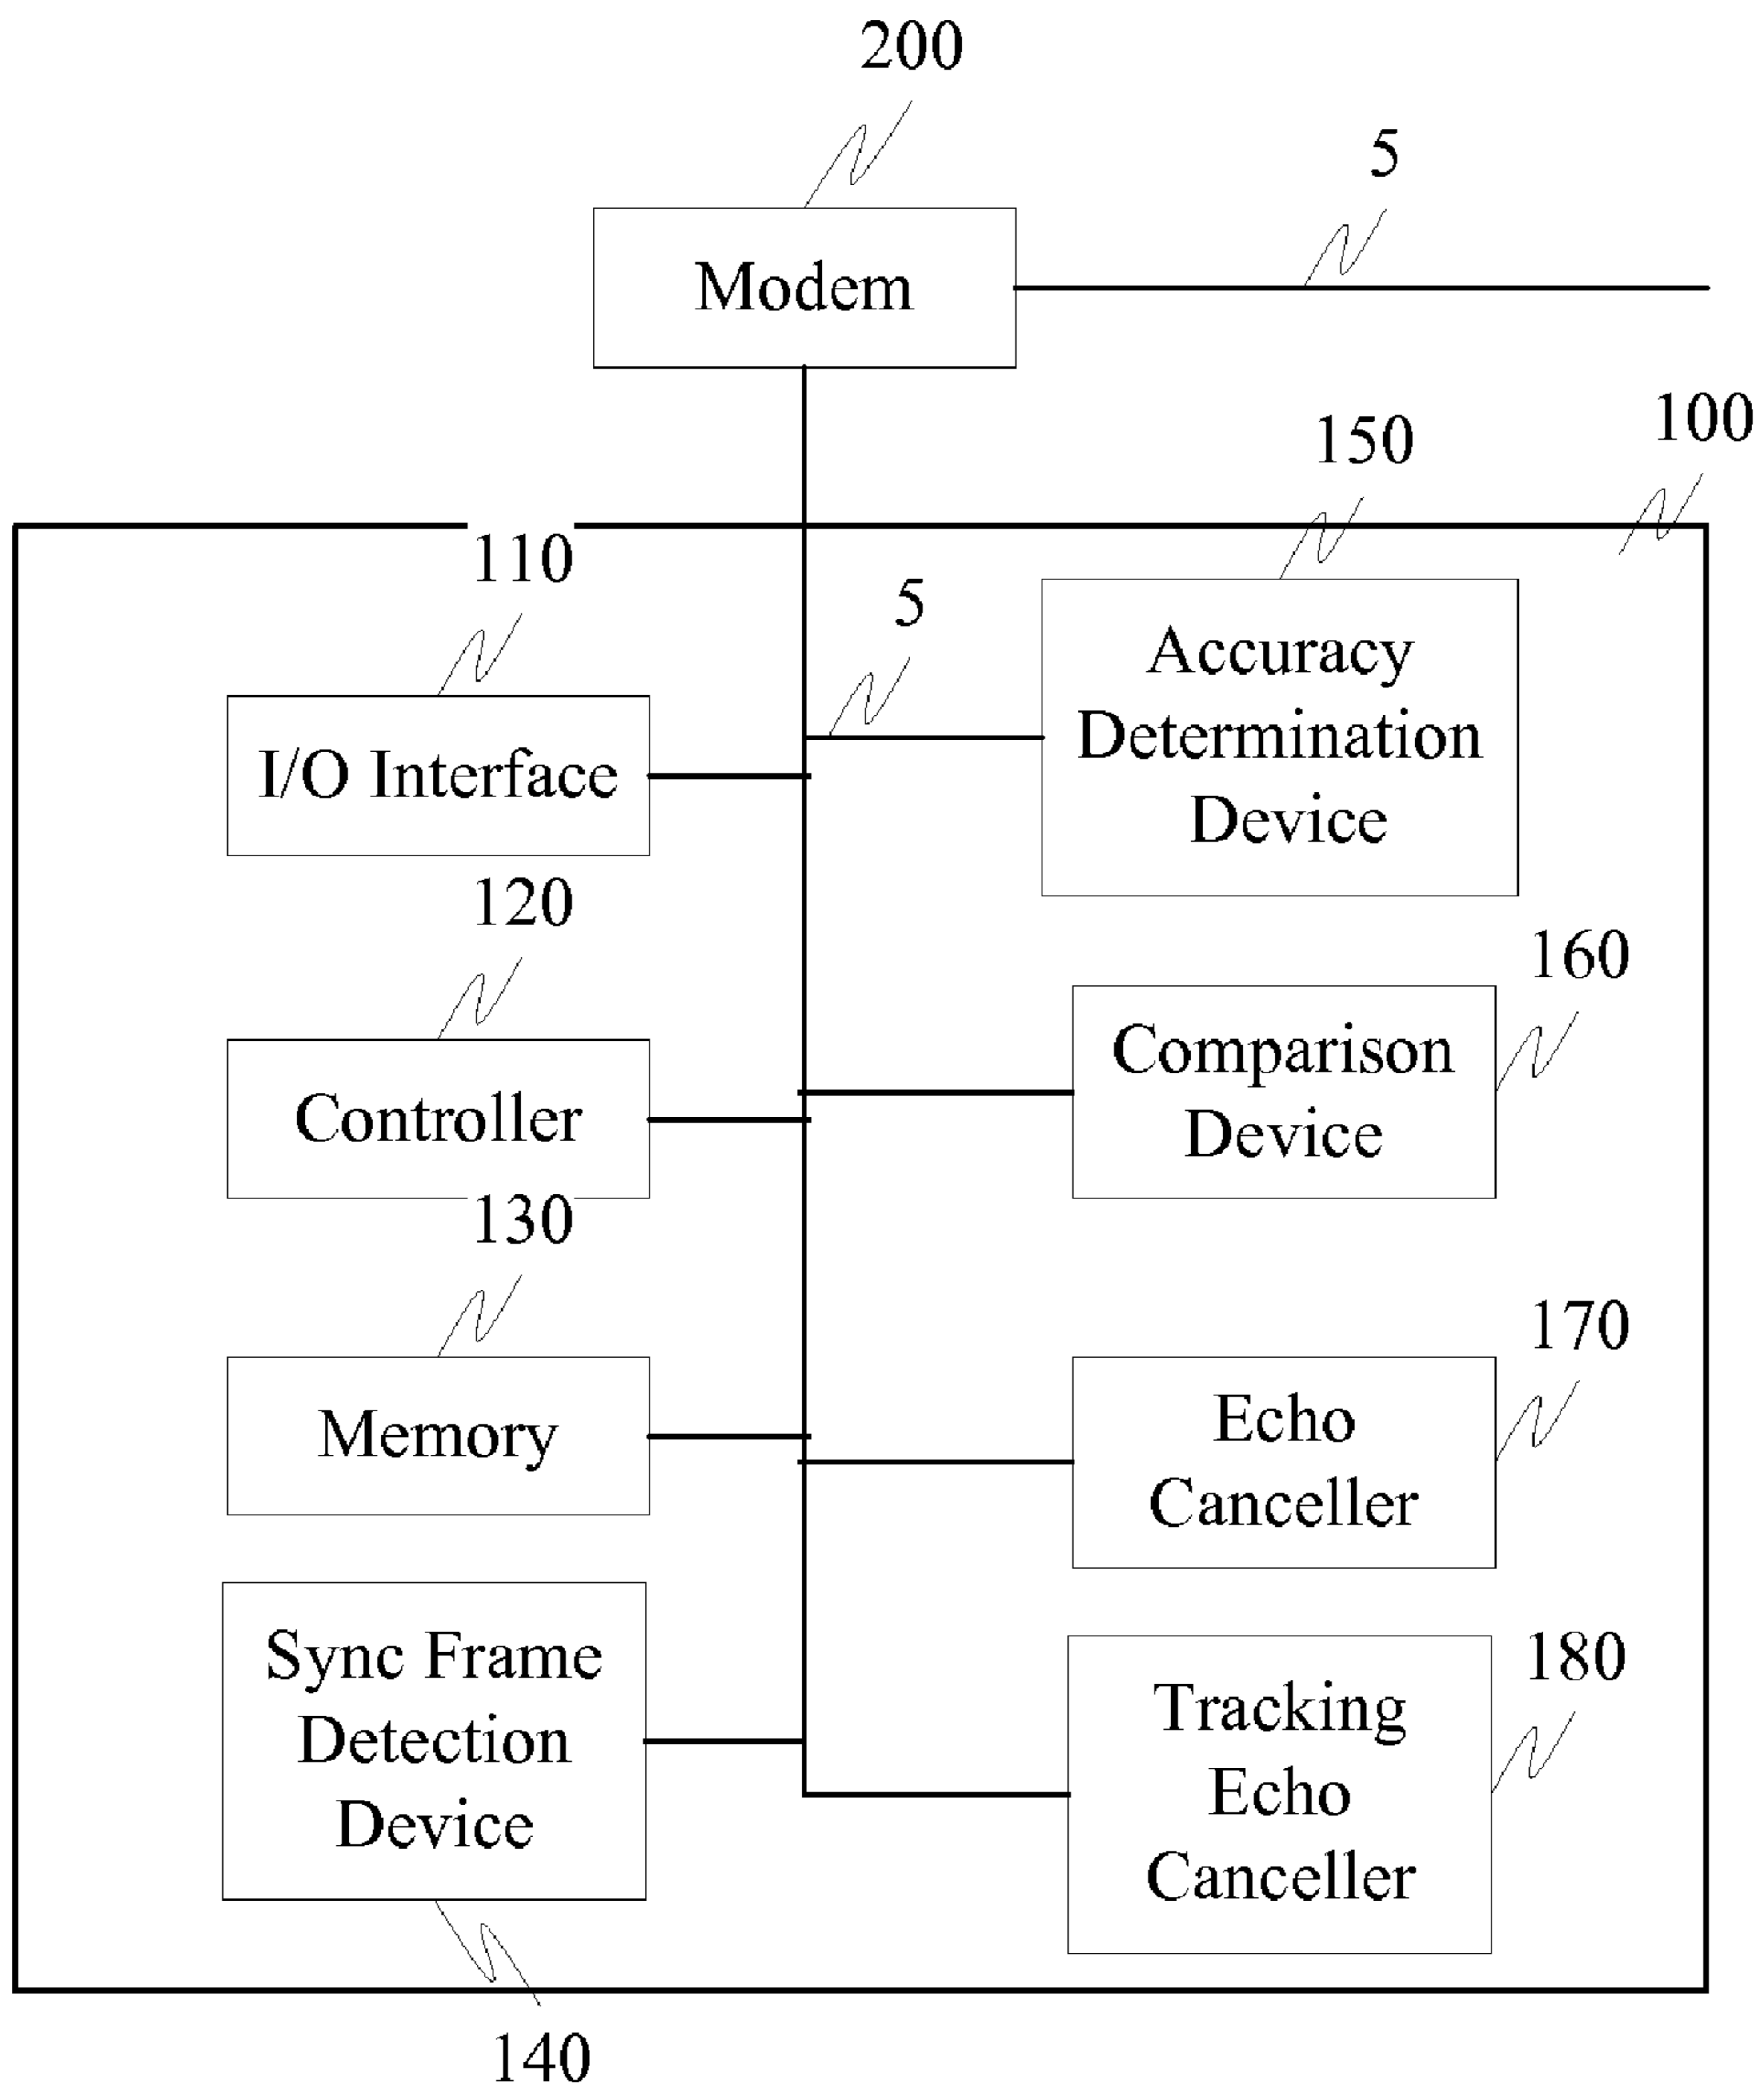 200
5
Modem
100
150
110
5
Accuracy
Determination
Device
I/O Interface
120
160
Comparison
Device
Controller
130
170
Echo
Canceller
Memory
Sync Frame
Detection
Device
180
Tracking
Echo
Canceller
140